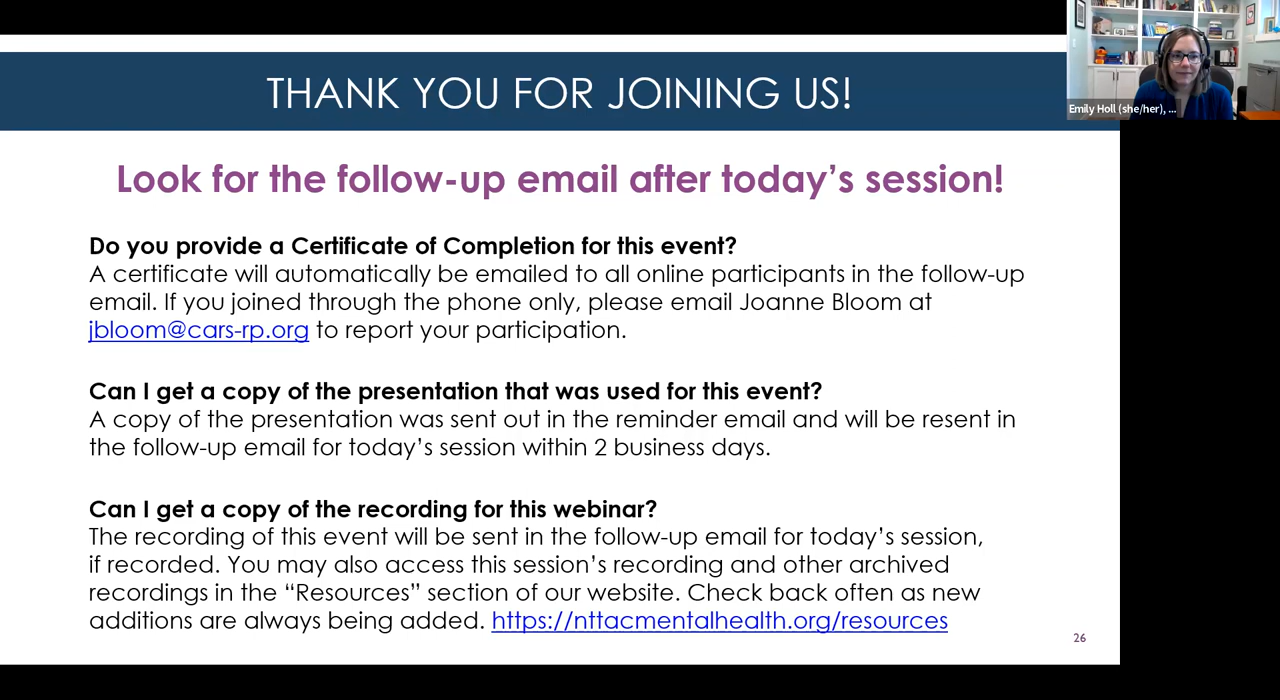 THANK YOU FOR JOINING US!
Emily Holl (she/her), ...
Look for the follow-up email after today’s session!
Do you provide a Certificate of Completion for this event?
A certificate will automatically be emailed to all online participants in the follow-up
email. If you joined through the phone only, please email Joanne Bloom at
jbloom@cars-rp.org to report your participation.
Can I get a copy of the presentation that was used for this event?
A copy of the presentation was sent out in the reminder email and will be resent in
the follow-up email for today’s session within 2 business days.
Can I get a copy of the recording for this webinar?
The recording of this event will be sent in the follow-up email for today’s session,
if recorded. You may also access this session’s recording and other archived
recordings in the “Resources” section of our website. Check back often as new
additions are always being added. https://nttacmentalhealth.org/resources
26